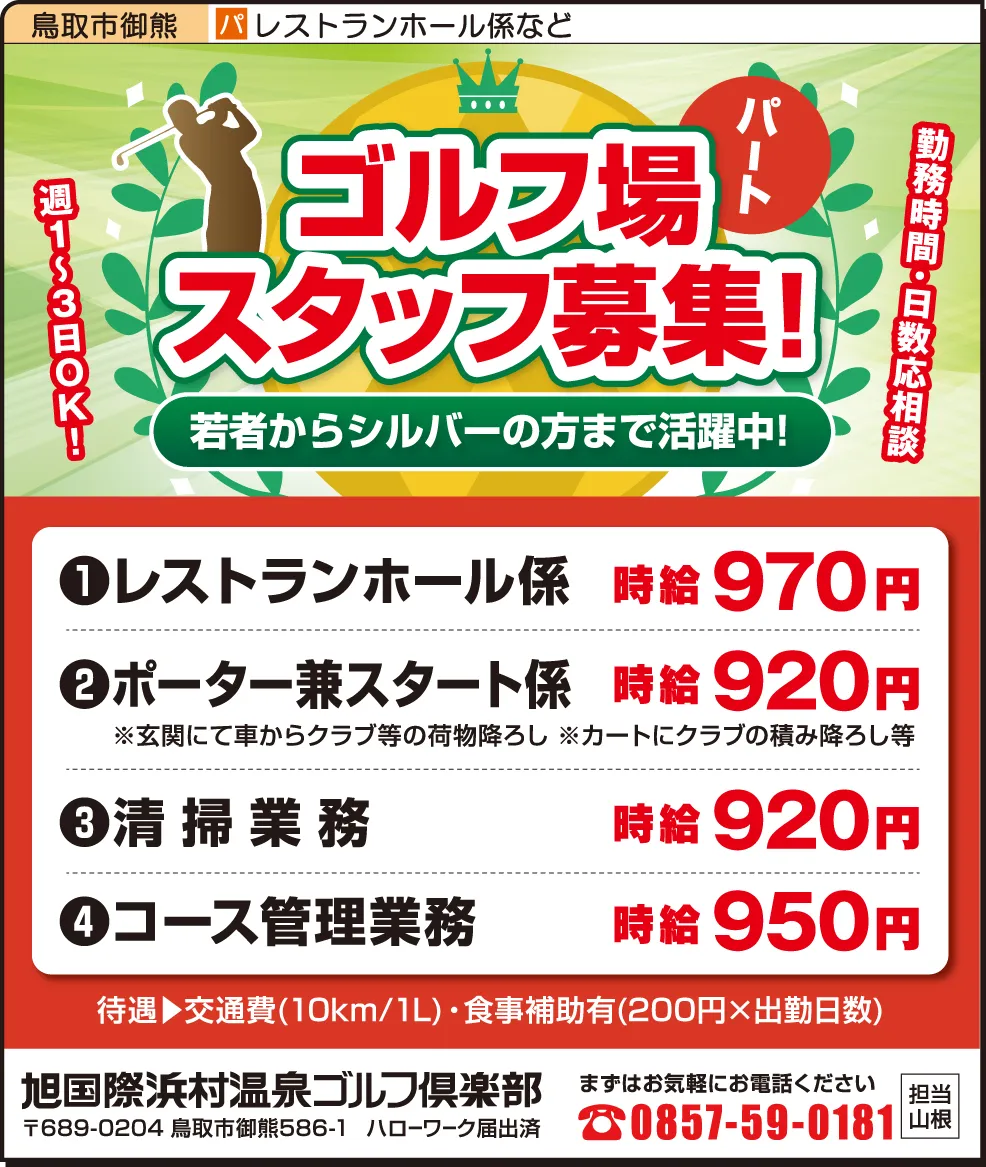 鳥取市御熊 パ レストランホール係など
パート
ゴルフ場
スタッフ募集!
週1〜3日OK!
勤務時間・日数応相談
若者からシルバーの方まで活躍中!
❶レストランホール係 時給970円
❷ポーター兼スタート係 時給920円
※玄関にて車からクラブ等の荷物降ろし ※カートにクラブの積み降ろし等
❸清掃業務 時給920円
❹コース管理業務 時給950円
待遇▶交通費(10km/1L)・食事補助有(200円×出勤日数)
旭国際浜村温泉ゴルフ倶楽部
〒689-0204 鳥取市御熊586-1 ハローワーク届出済
まずはお気軽にお電話ください
☎0857-59-0181
担当
山根